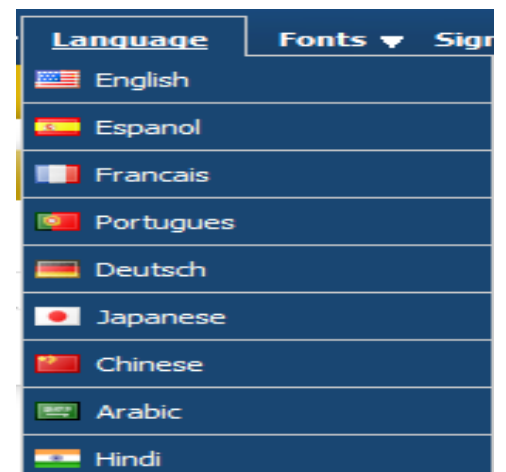 Language Fonts
English
Espanol
Francais
Portugues
Deutsch
Japanese
Chinese
Arabic
Hindi